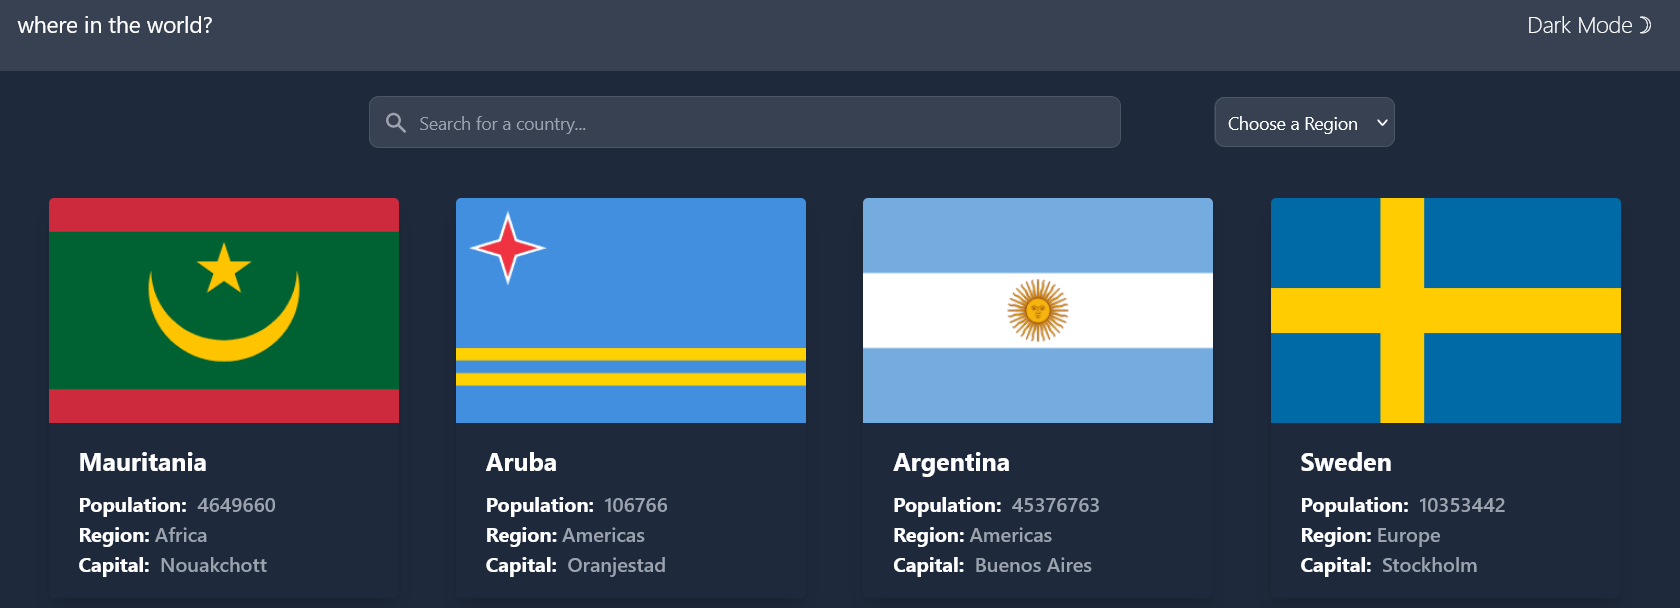 where in the world?
Dark Mode☽
Search for a country...
Choose a Region
Mauritania
Population: 4649660
Region: Africa
Capital: Nouakchott
Aruba
Population: 106766
Region: Americas
Capital: Oranjestad
Argentina
Population: 45376763
Region: Americas
Capital: Buenos Aires
Sweden
Population: 10353442
Region: Europe
Capital: Stockholm